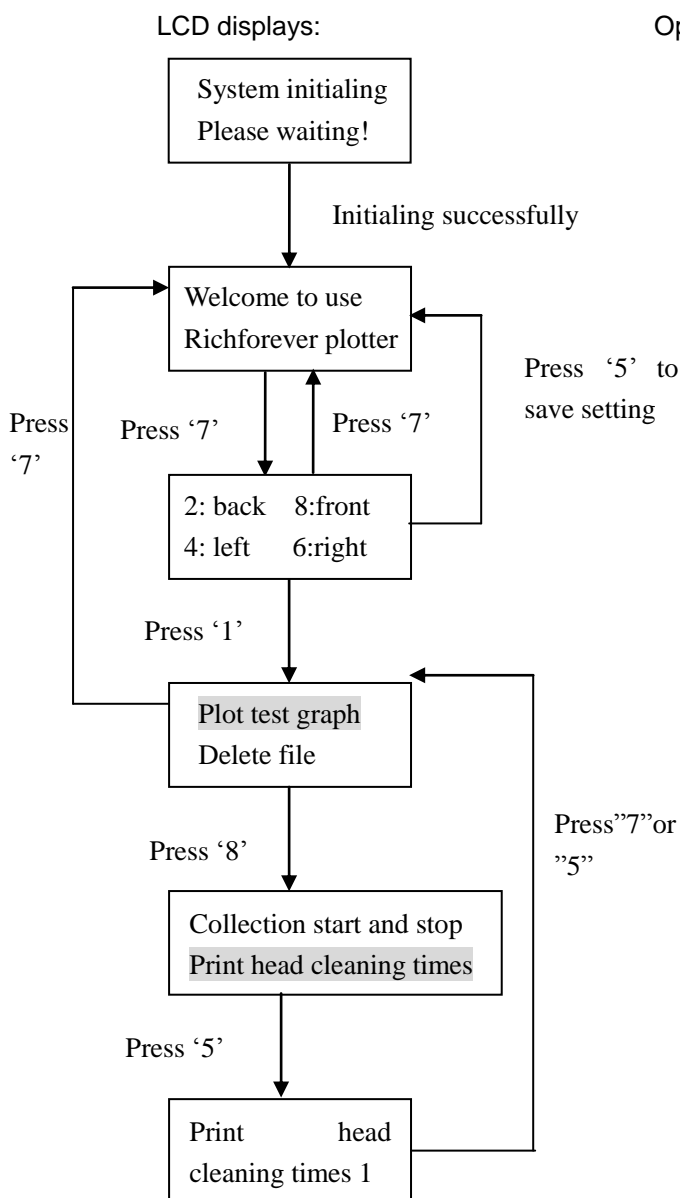 LCD displays:
Op
System initialing
Please waiting!
Initialing successfully
Welcome to use
Richforever plotter
Press ‘5’ to
save setting
Press
‘7’
Press ‘7’
Press ‘7’
2: back 8:front
4: left 6:right
Press ‘1’
Plot test graph
Delete file
Press”7”or
”5”
Press ‘8’
Collection start and stop
Print head cleaning times
Press ‘5’
Print head
cleaning times 1